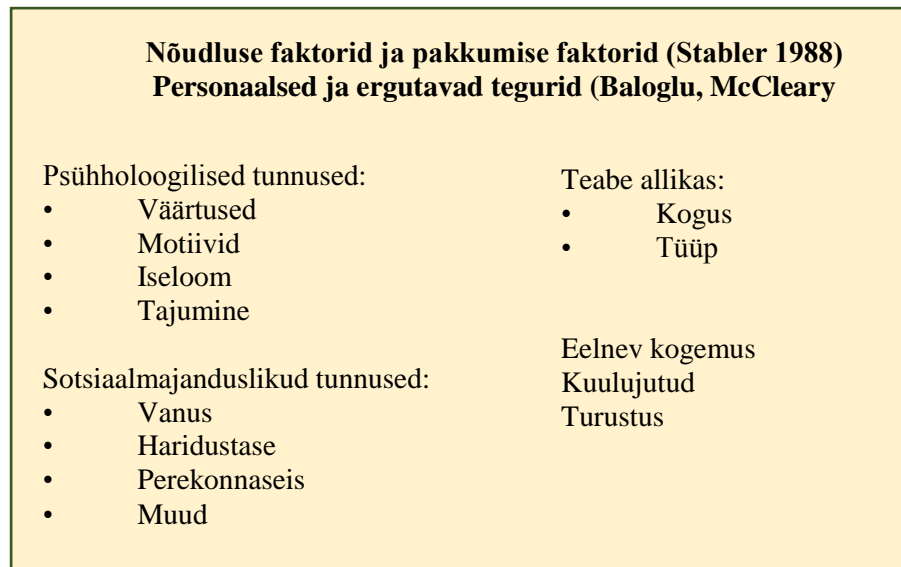 Nõudluse faktorid ja pakkumise faktorid (Stabler 1988)
Personaalsed ja ergutavad tegurid (Baloglu, McCleary
Psühholoogilised tunnused:
• Väärtused
• Motiivid
• Iseloom
• Tajumine
Sotsiaalmajanduslikud tunnused:
• Vanus
• Haridustase
• Perekonnaseis
• Muud
Teabe allikas:
• Kogus
• Tüüp
Eelnev kogemus
Kuulujutud
Turustus